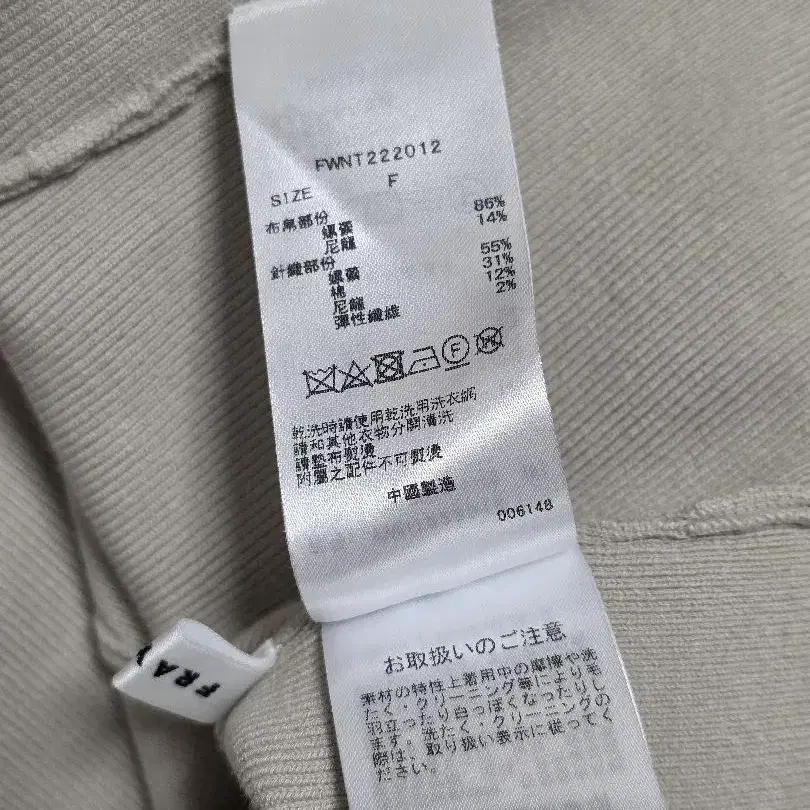 FWNT222012
SIZE F
布帛部份
嫘縈 86%
尼龍 14%
針織部份
嫘縈 55%
棉 31%
尼龍 12%
彈性纖維 2%
F
W
乾洗時請使用乾洗用洗衣網
請和其他衣物分開清洗
請墊布熨燙
附屬之配件不可熨燙
中國製造
006148
FRA
お取扱いのご注意
素材の特性上着用中の摩擦や洗
たく・クリーニング等により毛
羽立ったり白っぽくなったりし
ます。洗たく・クリーニングの
際は、取り扱い表示に従ってく
ださい。